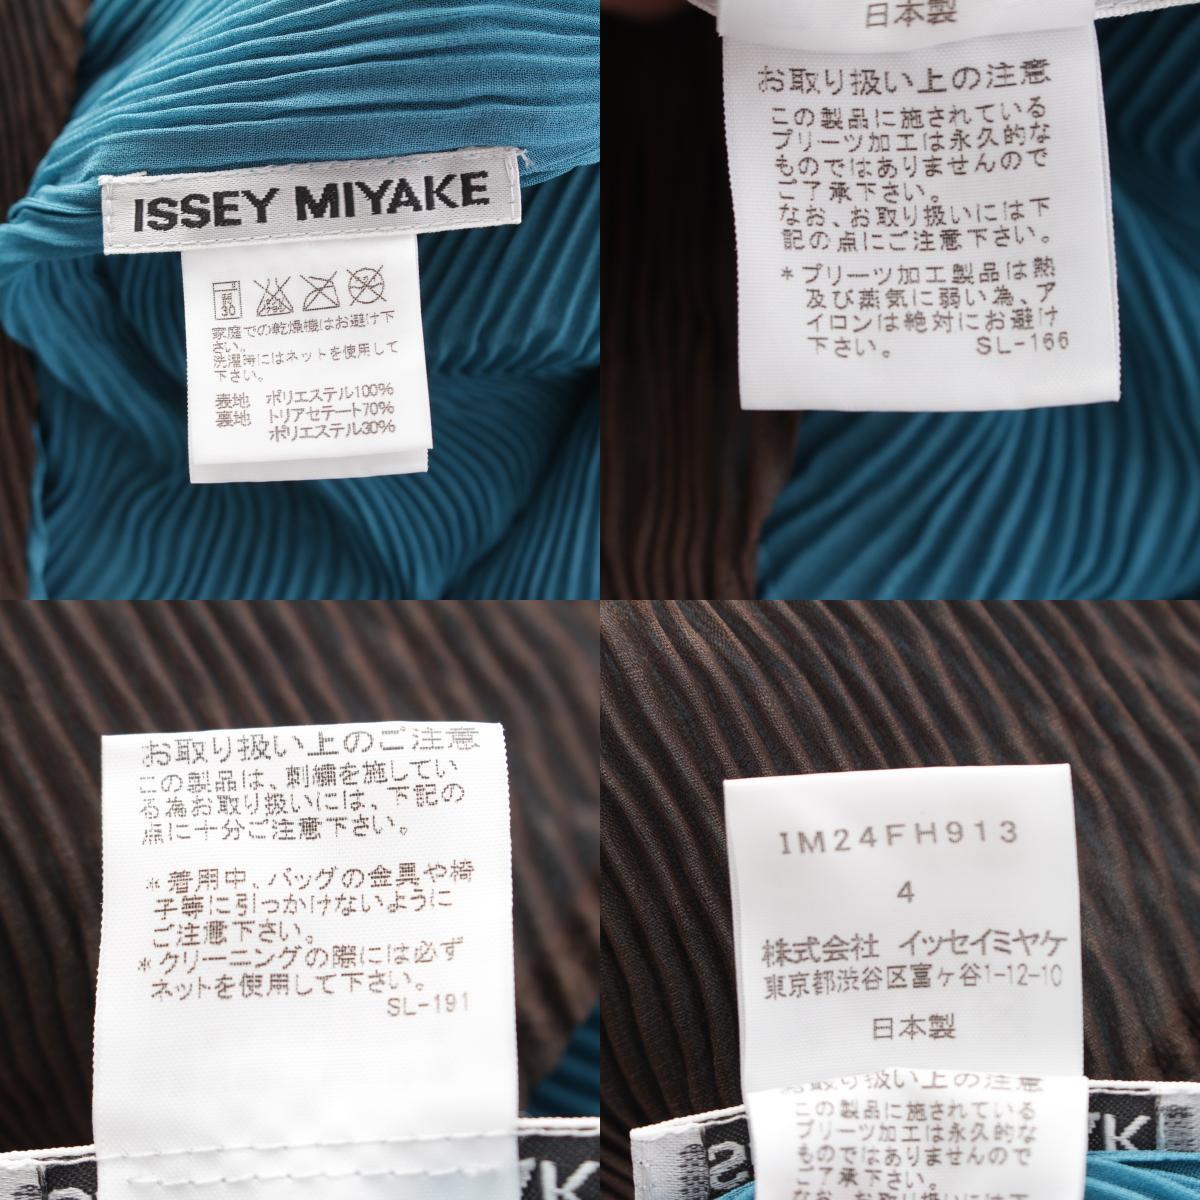 ISSEY MIYAKE
30
家庭での乾燥機はお避け下
さい。
洗濯時にはネットを使用して
下さい。
表地 ポリエステル100%
裏地 トリアセテート70%
ポリエステル30%
日本製
お取り扱い上の注意
この製品に施されている
プリーツ加工は永久的な
ものではありませんので
ご了承下さい。
なお、お取り扱いには下
記の点にご注意下さい。
*プリーツ加工製品は熱
及び蒸気に弱い為、ア
イロンは絶対にお避け
下さい。 SL-166
お取り扱い上のご注意
この製品は、刺繍を施してい
る為お取り扱いには、下記の
点に十分ご注意下さい。
*着用中、バッグの金具や椅
子等に引っかけないように
ご注意下さい。
*クリーニングの際には必ず
ネットを使用して下さい。
SL-191
IM24FH913
4
株式会社 イッセイミヤケ
東京都渋谷区富ヶ谷1-12-10
日本製
お取り扱い上の注意
この製品に施されている
プリーツ加工は永久的な
ものではありませんので
ご了承下さい。
なお、お取り扱いには下